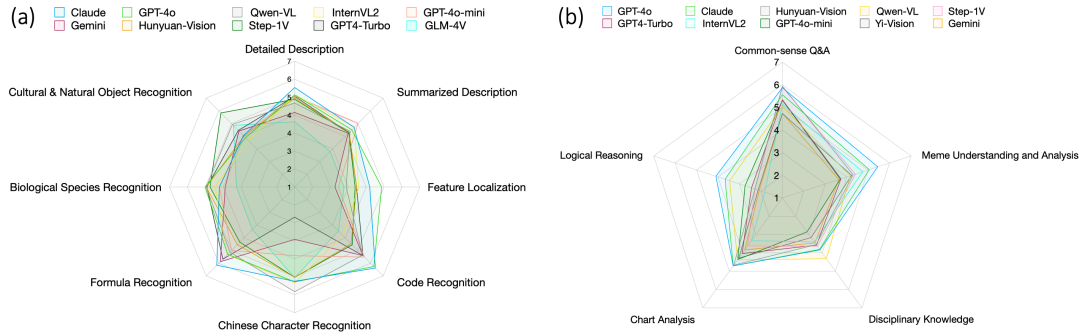 (a)
Claude GPT-4o Qwen-VL InternVL2 GPT-4o-mini
Gemini Hunyuan-Vision Step-1V GPT4-Turbo GLM-4V
Detailed Description
Cultural & Natural Object Recognition
Summarized Description
Biological Species Recognition
Feature Localization
Formula Recognition
Code Recognition
Chinese Character Recognition
7
6
5
4
3
2
1
(b)
GPT-4o Claude Hunyuan-Vision Qwen-VL Step-1V
GPT4-Turbo InternVL2 GPT-4o-mini Yi-Vision Gemini
Common-sense Q&A
Logical Reasoning
Meme Understanding and Analysis
Chart Analysis
Disciplinary Knowledge
7
6
5
4
3
2
1